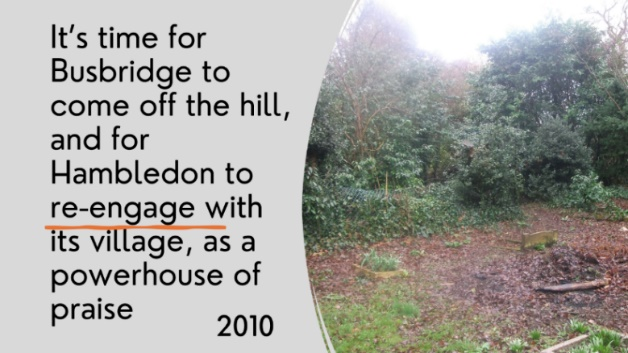 It's time for
Busbridge to
come off the hill,
and for
Hambledon to
re-engage with
its village, as a
powerhouse of
praise
2010